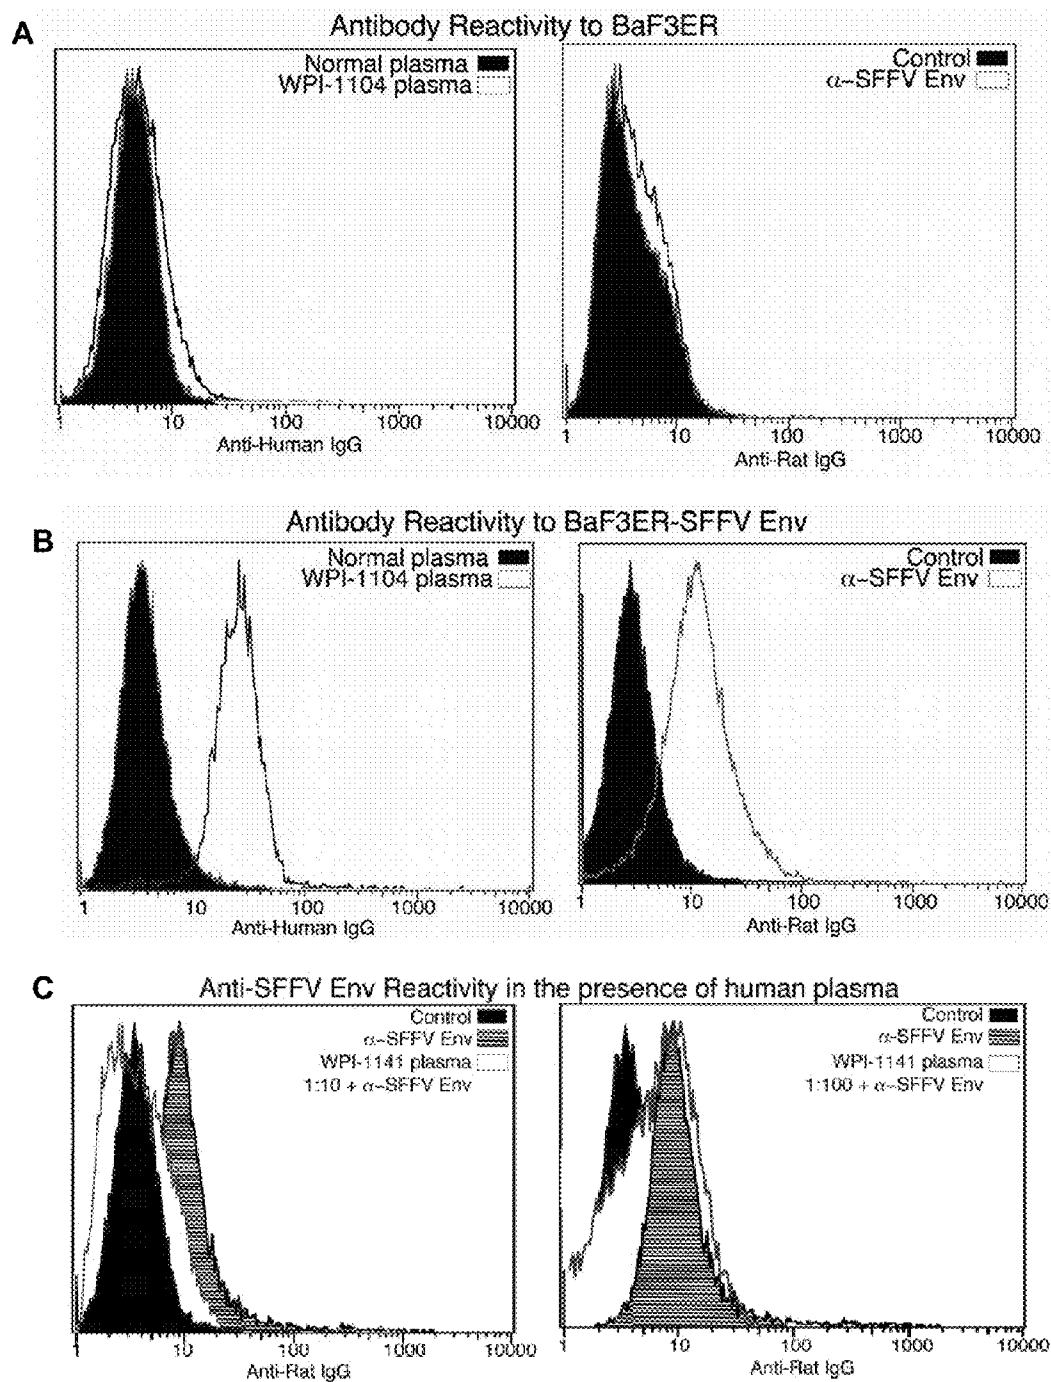 A
Antibody Reactivity to BaF3ER
Normal plasma
WPI-1104 plasma
1 10 100 1000 10000
Anti-Human IgG
Control
α-SFFV Env
1 10 100 1000 10000
Anti-Rat IgG
B
Antibody Reactivity to BaF3ER-SFFV Env
Normal plasma
WPI-1104 plasma
1 10 100 1000 10000
Anti-Human IgG
Control
α-SFFV Env
1 10 100 1000 10000
Anti-Rat IgG
C
Anti-SFFV Env Reactivity in the presence of human plasma
Control
α-SFFV Env
WPI-1141 plasma
1:10 + α-SFFV Env
1 10 100 1000 10000
Anti-Rat IgG
Control
α-SFFV Env
WPI-1141 plasma
1:100 + α-SFFV Env
1 10 100 1000 10000
Anti-Rat IgG